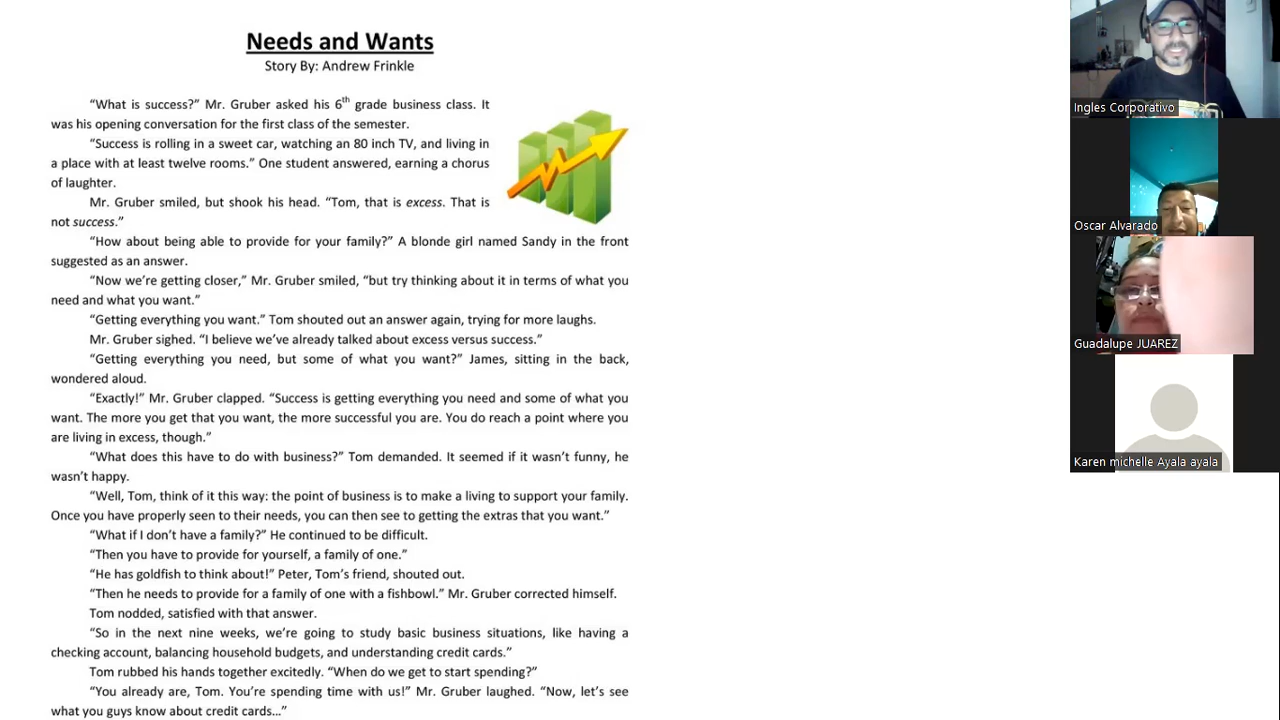 Needs and Wants
Story By: Andrew Frinkle
“What is success?” Mr. Gruber asked his 6th grade business class. It
was his opening conversation for the first class of the semester.
“Success is rolling in a sweet car, watching an 80 inch TV, and living in
a place with at least twelve rooms.” One student answered, earning a chorus
of laughter.
Mr. Gruber smiled, but shook his head. “Tom, that is excess. That is
not success.”
“How about being able to provide for your family?” A blonde girl named Sandy in the front
suggested as an answer.
“Now we’re getting closer,” Mr. Gruber smiled, “but try thinking about it in terms of what you
need and what you want.”
“Getting everything you want.” Tom shouted out an answer again, trying for more laughs.
Mr. Gruber sighed. “I believe we’ve already talked about excess versus success.”
“Getting everything you need, but some of what you want?” James, sitting in the back,
wondered aloud.
“Exactly!” Mr. Gruber clapped. “Success is getting everything you need and some of what you
want. The more you get that you want, the more successful you are. You do reach a point where you
are living in excess, though.”
“What does this have to do with business?” Tom demanded. It seemed if it wasn’t funny, he
wasn’t happy.
“Well, Tom, think of it this way: the point of business is to make a living to support your family.
Once you have properly seen to their needs, you can then see to getting the extras that you want.”
“What if I don’t have a family?” He continued to be difficult.
“Then you have to provide for yourself, a family of one.”
“He has goldfish to think about!” Peter, Tom’s friend, shouted out.
“Then he needs to provide for a family of one with a fishbowl.” Mr. Gruber corrected himself.
Tom nodded, satisfied with that answer.
“So in the next nine weeks, we’re going to study basic business situations, like having a
checking account, balancing household budgets, and understanding credit cards.”
Tom rubbed his hands together excitedly. “When do we get to start spending?”
“You already are, Tom. You’re spending time with us!” Mr. Gruber laughed. “Now, let’s see
what you guys know about credit cards…”
Ingles Corporativo
Oscar Alvarado
Guadalupe JUAREZ
Karen michelle Ayala ayala